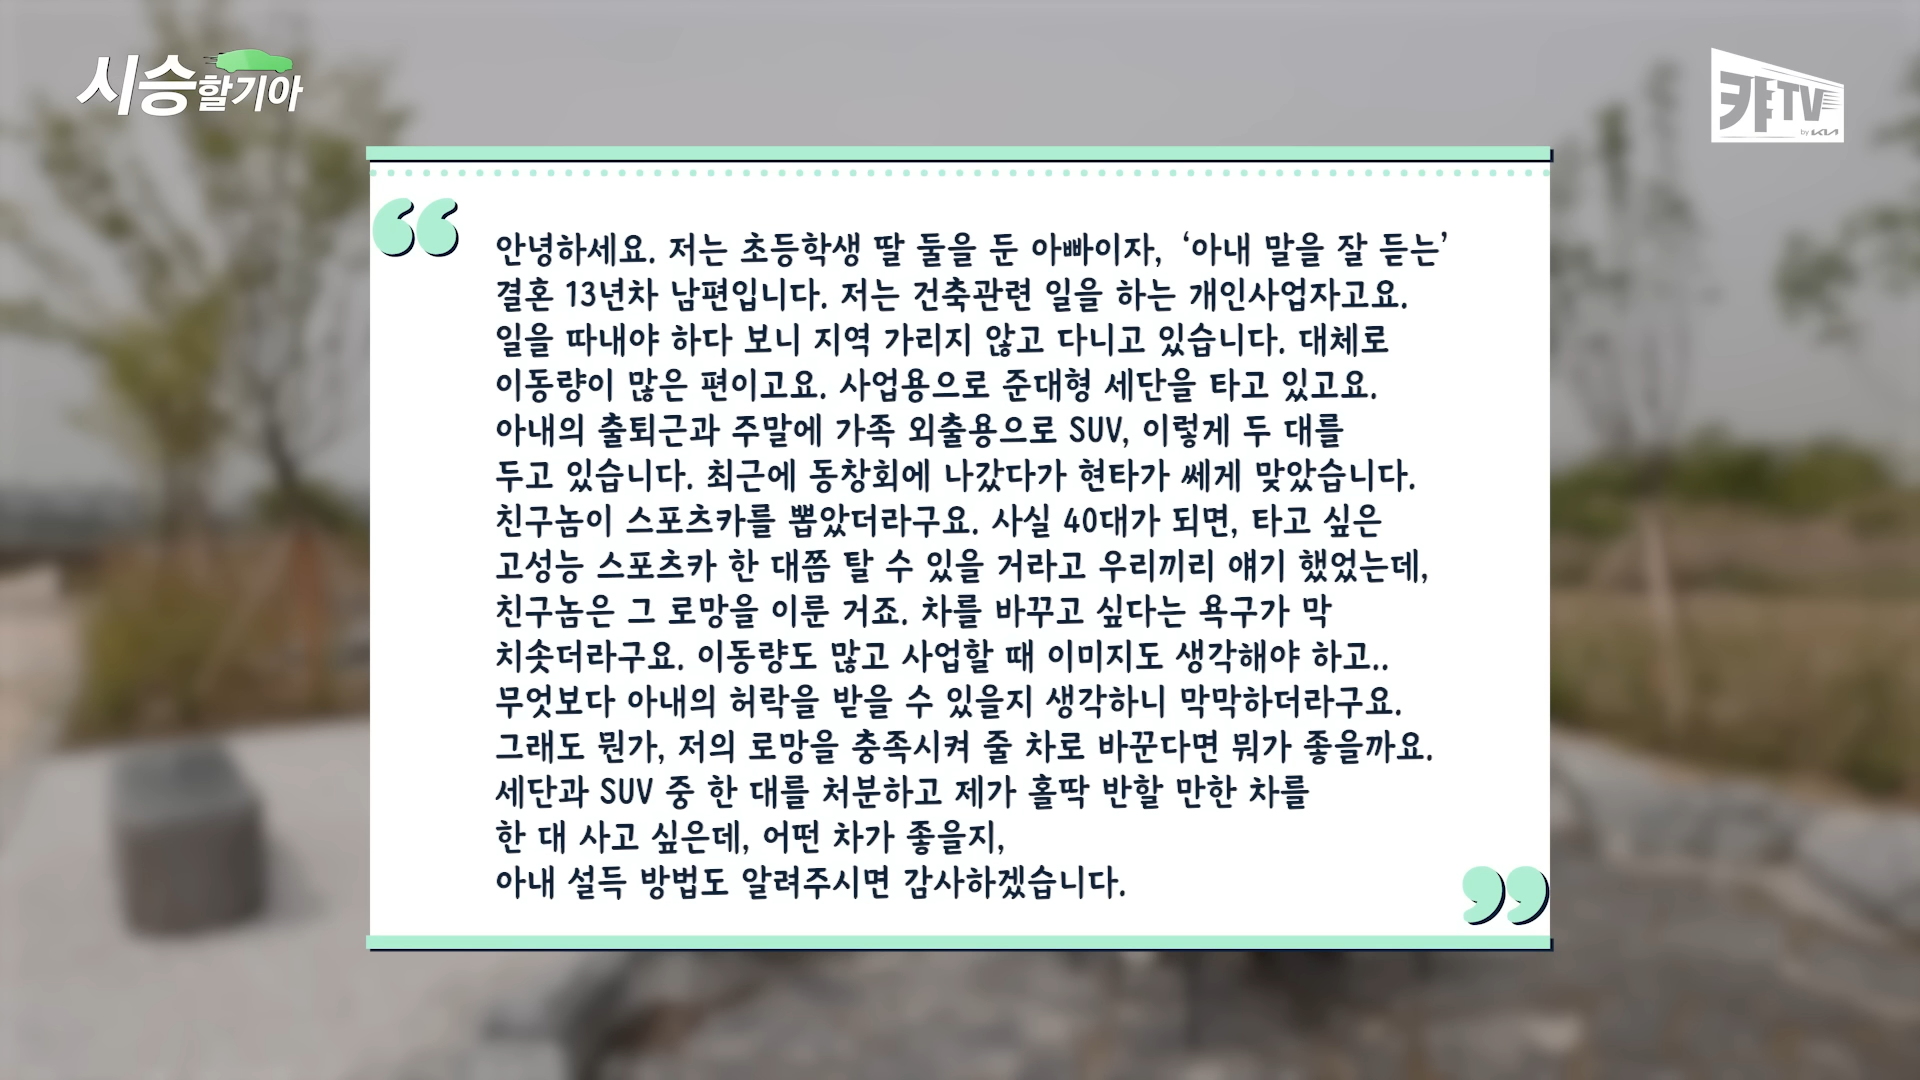 시승할기아
캬TV
by KIA
안녕하세요. 저는 초등학생 딸 둘을 둔 아빠이자, ‘아내 말을 잘 듣는’
결혼 13년차 남편입니다. 저는 건축관련 일을 하는 개인사업자고요.
일을 따내야 하다 보니 지역 가리지 않고 다니고 있습니다. 대체로
이동량이 많은 편이고요. 사업용으로 준대형 세단을 타고 있고요.
아내의 출퇴근과 주말에 가족 외출용으로 SUV, 이렇게 두 대를
두고 있습니다. 최근에 동창회에 나갔다가 현타가 쎄게 맞았습니다.
친구놈이 스포츠카를 뽑았더라구요. 사실 40대가 되면, 타고 싶은
고성능 스포츠카 한 대쯤 탈 수 있을 거라고 우리끼리 얘기 했었는데,
친구놈은 그 로망을 이룬 거죠. 차를 바꾸고 싶다는 욕구가 막
치솟더라구요. 이동량도 많고 사업할 때 이미지도 생각해야 하고..
무엇보다 아내의 허락을 받을 수 있을지 생각하니 막막하더라구요.
그래도 뭔가, 저의 로망을 충족시켜 줄 차로 바꾼다면 뭐가 좋을까요.
세단과 SUV 중 한 대를 처분하고 제가 홀딱 반할 만한 차를
한 대 사고 싶은데, 어떤 차가 좋을지,
아내 설득 방법도 알려주시면 감사하겠습니다.